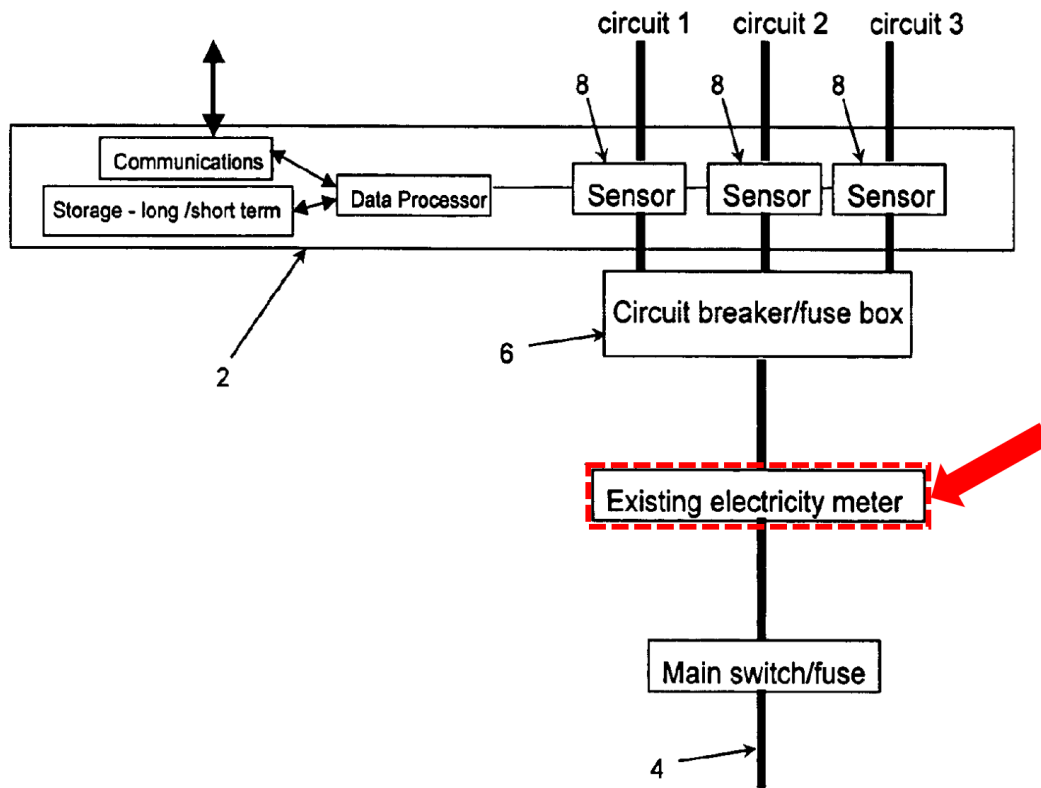 circuit 1
circuit 2
circuit 3
8
8
8
Communications
Storage - long /short term
Data Processor
Sensor
Sensor
Sensor
Circuit breaker/fuse box
6
2
Existing electricity meter
Main switch/fuse
4